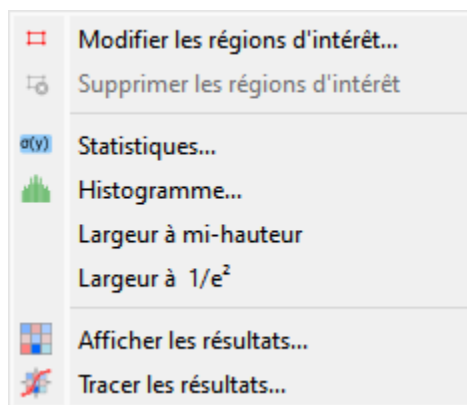 Modifier les régions d'intérêt...
Supprimer les régions d'intérêt
σ(y) Statistiques...
Histogramme...
Largeur à mi-hauteur
Largeur à 1/e²
Afficher les résultats...
Tracer les résultats...